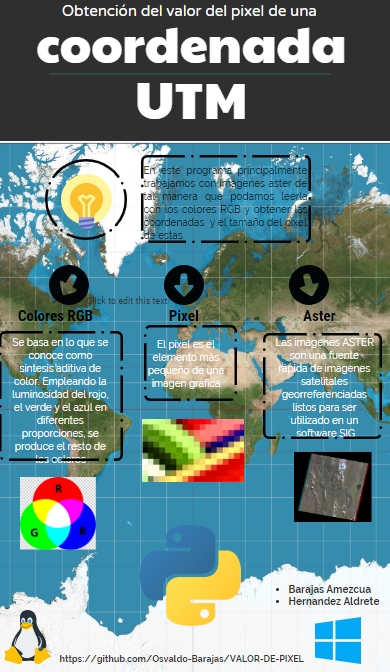 Obtención del valor del pixel de una
coordenada
UTM
En este programa principalmente
trabajamos con imágenes aster de
tal manera que podamos leerla
con los colores RGB y obtener las
coordenadas y el tamaño del pixel
de estas.
Click to edit this text
Colores RGB
Pixel
Aster
Se basa en lo que se
conoce como
síntesis aditiva de
color. Empleando la
luminosidad del rojo,
el verde y el azul en
diferentes
proporciones, se
produce el resto de
los colores
El pixel es el
elemento más
pequeño de una
imagen gráfica.
Las imágenes ASTER
son una fuente
rápida de imágenes
satelitales
georreferenciadas
listos para ser
utilizado en un
software SIG
R
G
B
• Barajas Amezcua
• Hernandez Aldrete
https://github.com/Osvaldo-Barajas/VALOR-DE-PIXEL